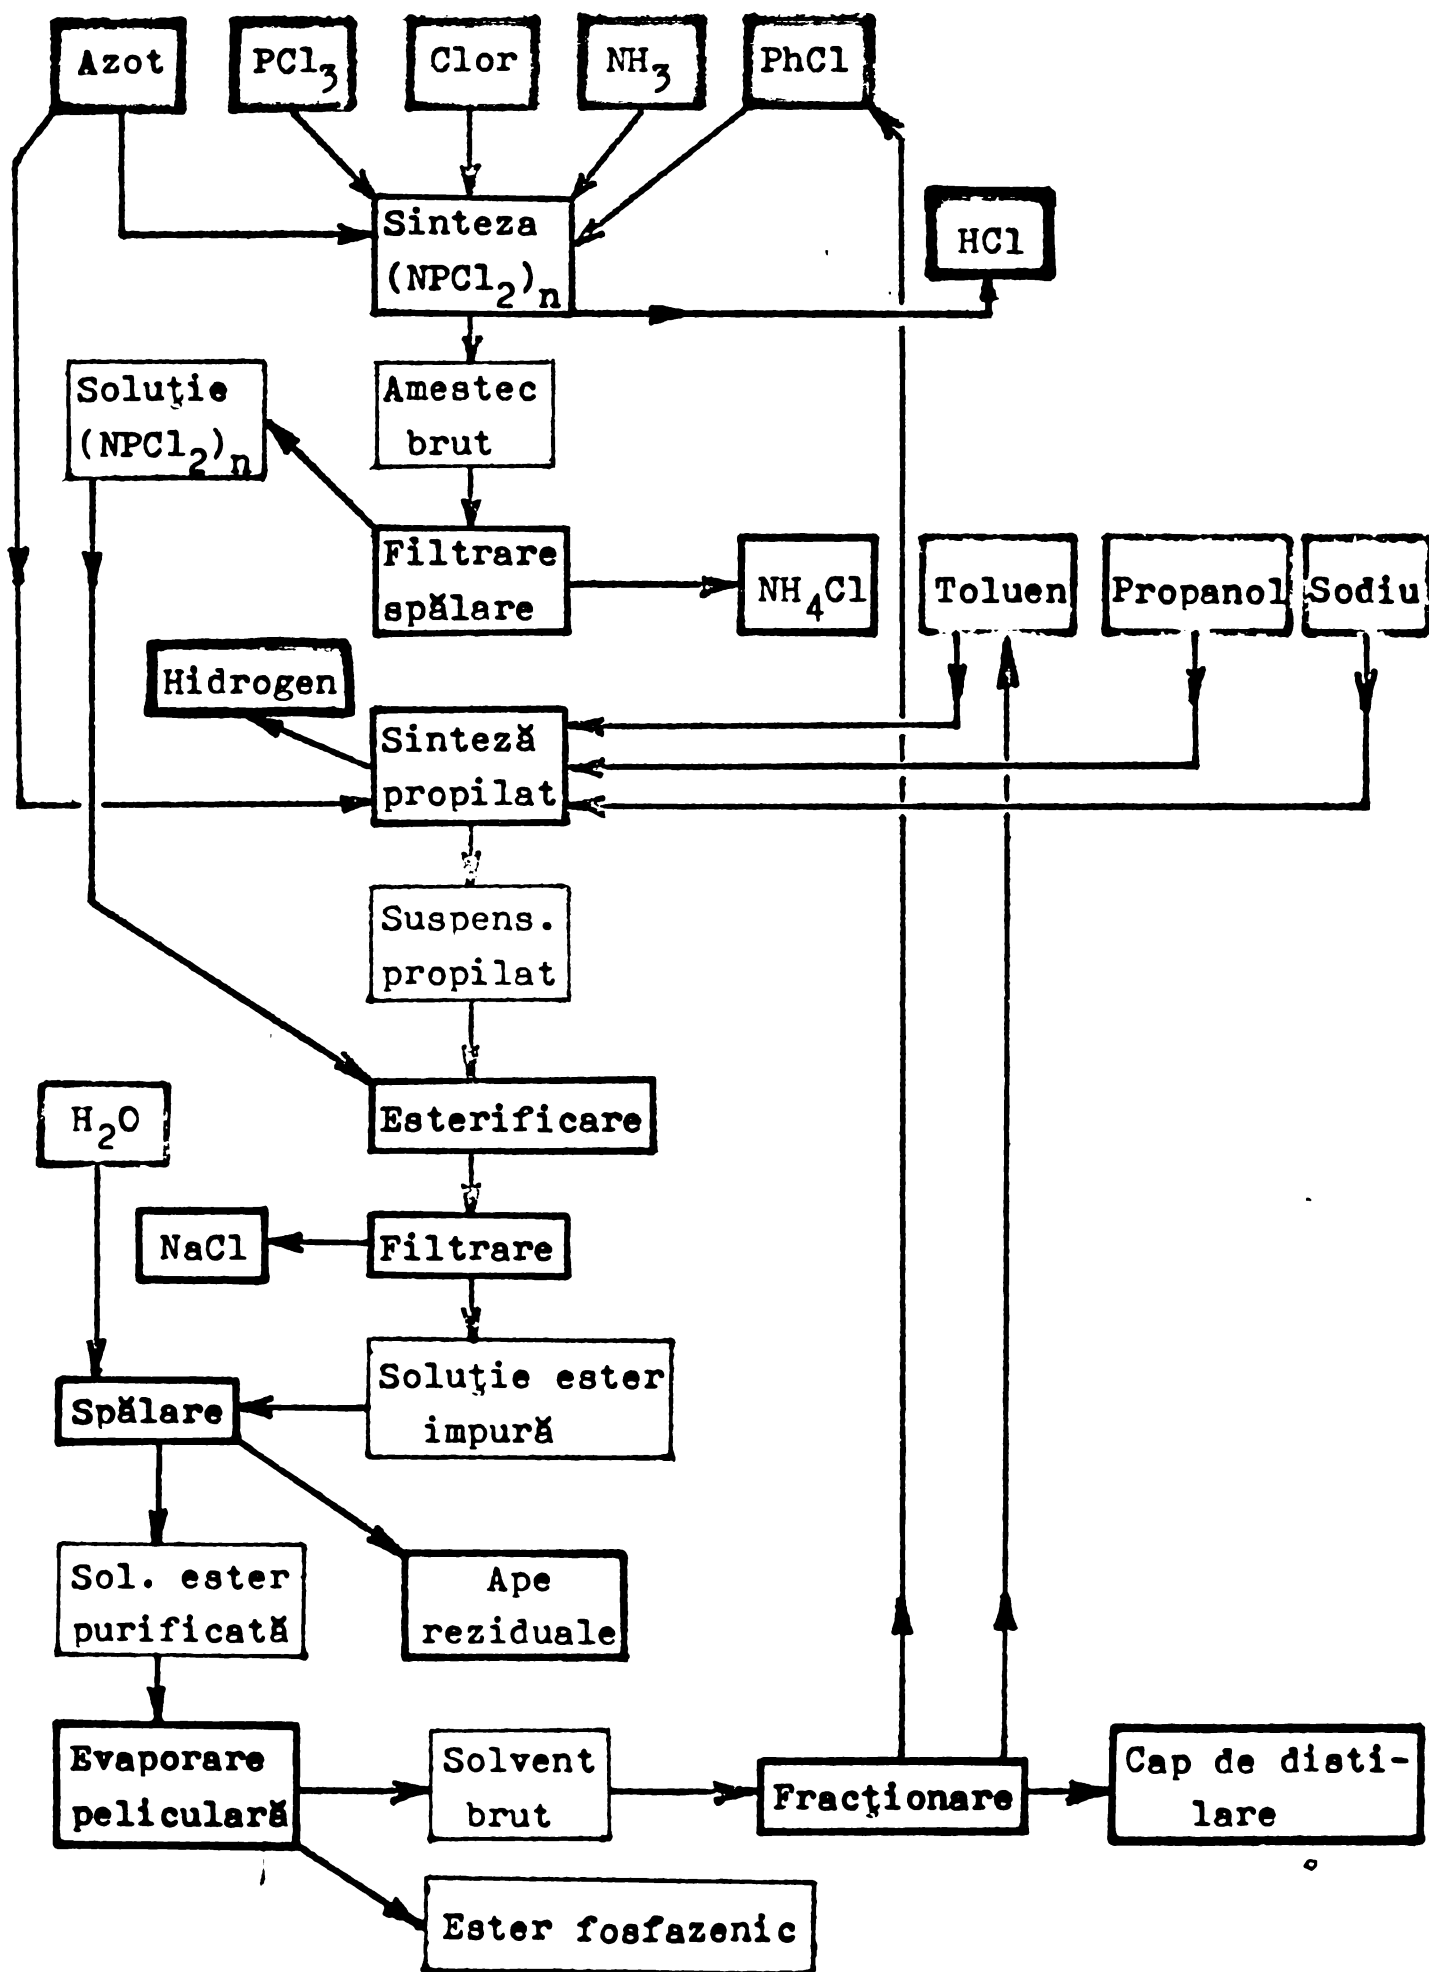 Azot
PCl₃
Clor
NH₃
PhCl
Sinteza
(NPCl₂)ₙ
HCl
Soluţie
(NPCl₂)ₙ
Amestec
brut
Filtrare
spălare
NH₄Cl
Toluen
Propanol
Sodiu
Hidrogen
Sinteză
propilat
Suspens.
propilat
H₂O
Esterificare
NaCl
Filtrare
Soluţie ester
impură
Spălare
Sol. ester
purificată
Ape
reziduale
Evaporare
peliculară
Solvent
brut
Fracţionare
Cap de disti-
lare
Ester fosfazenic